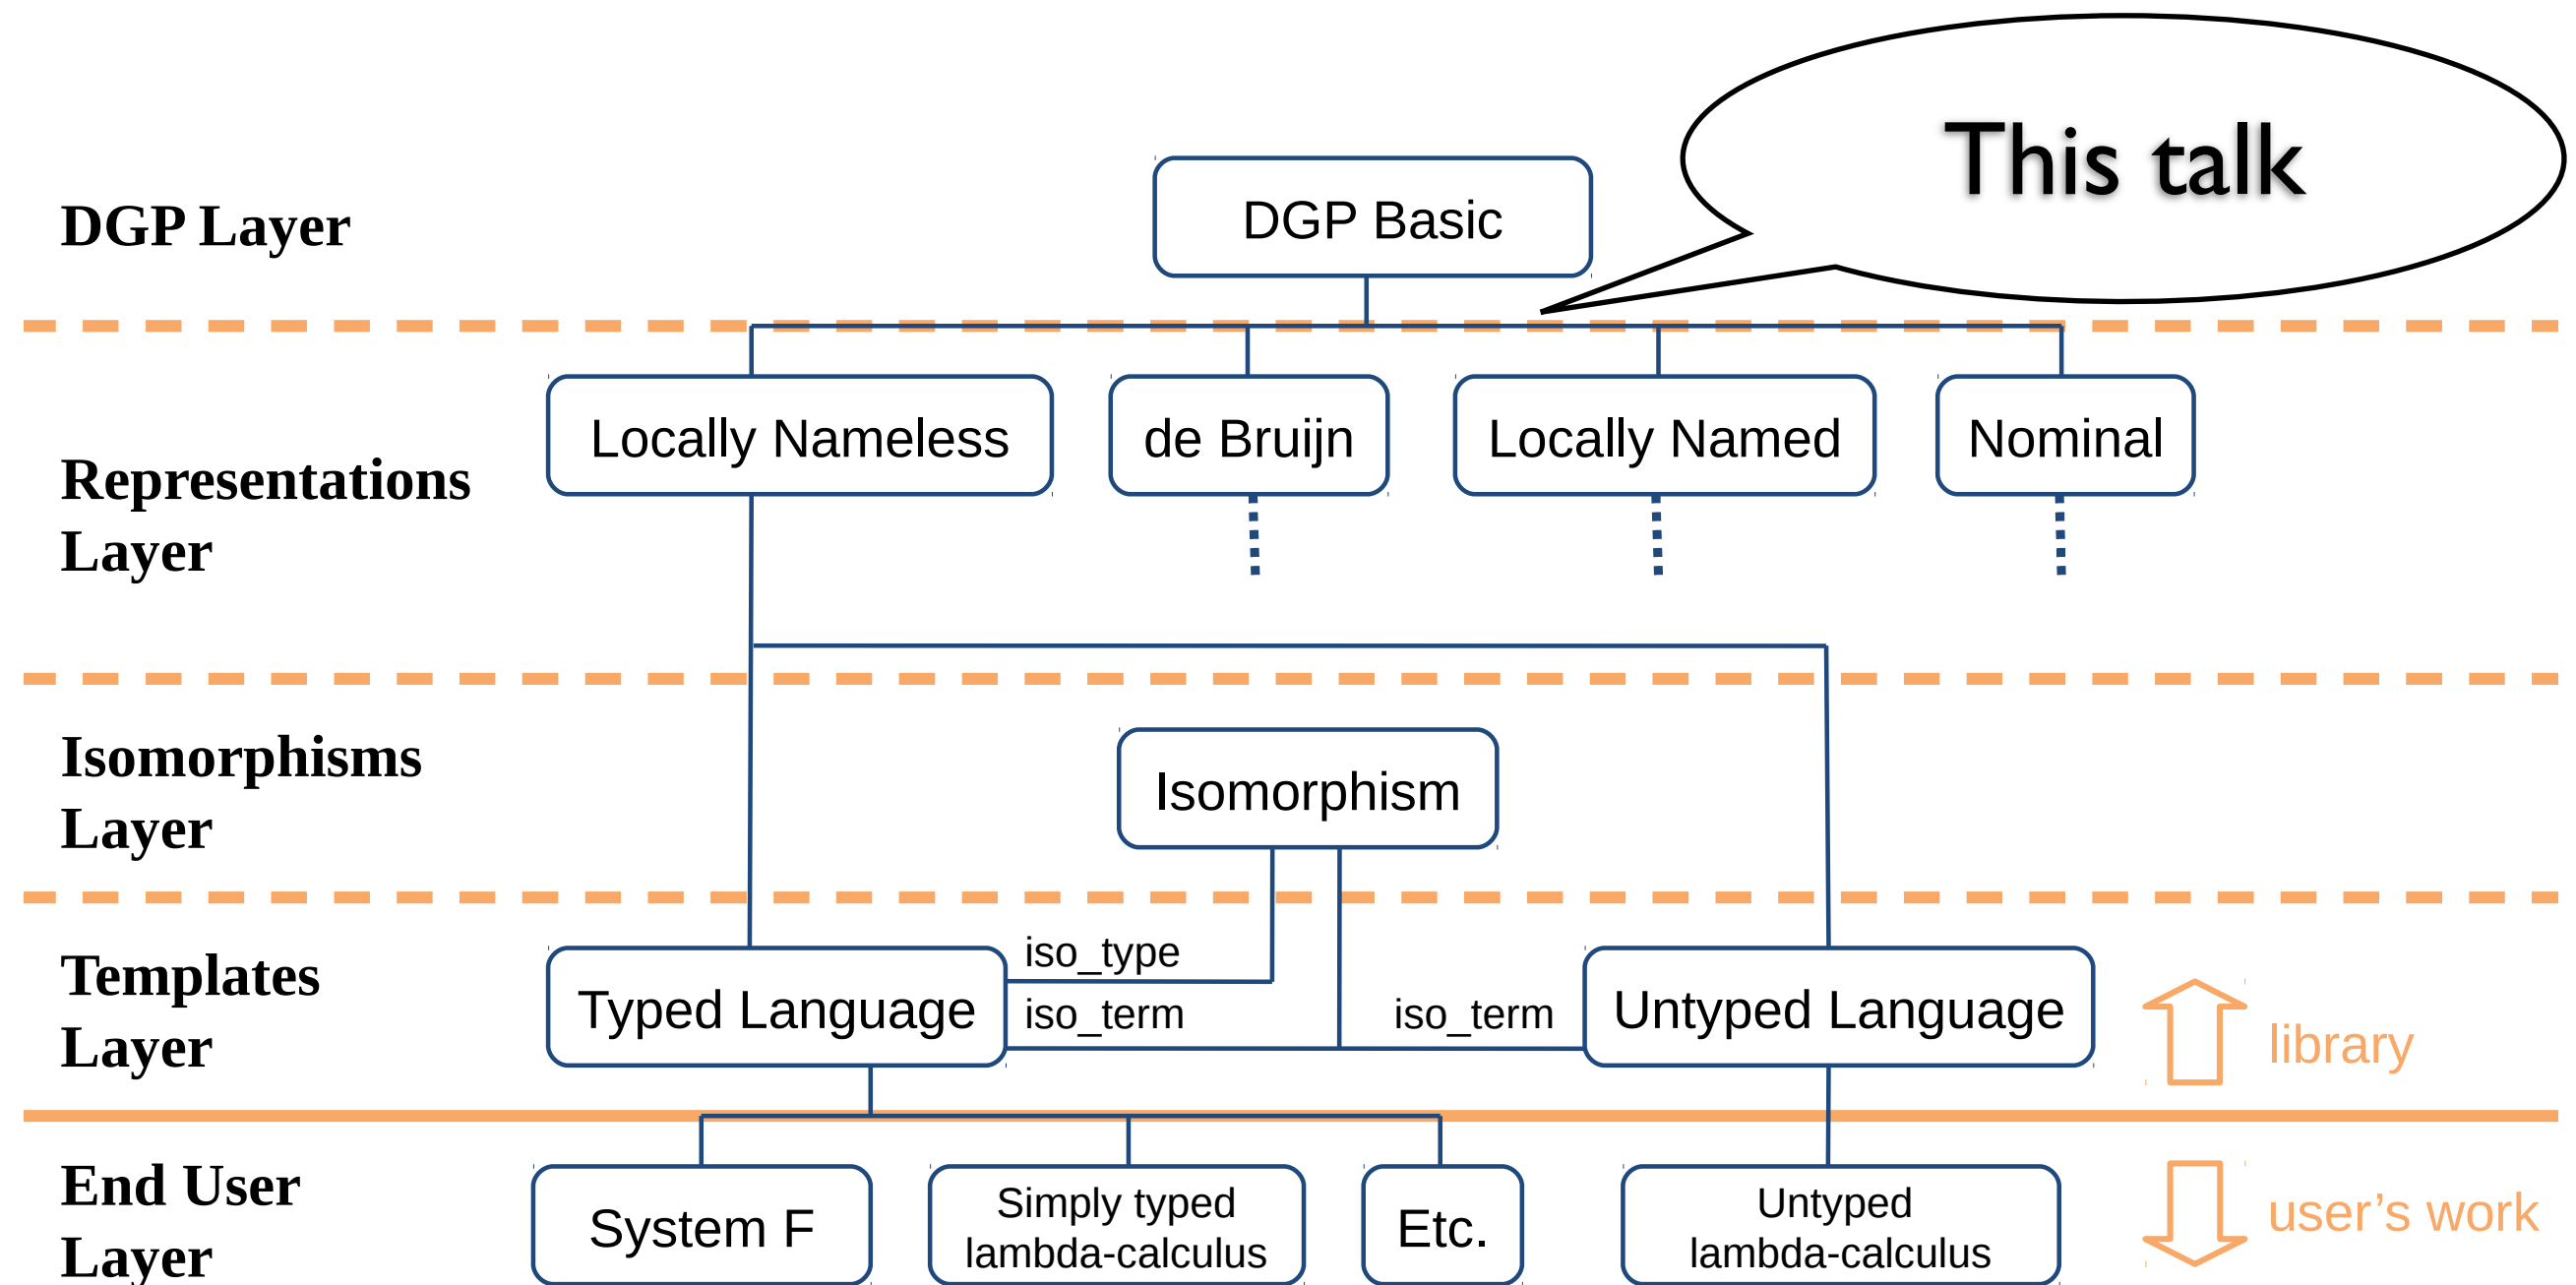 This talk
DGP Layer
DGP Basic
Locally Nameless
de Bruijn
Locally Named
Nominal
Representations
Layer
Isomorphisms
Layer
Isomorphism
Templates
Layer
Typed Language
iso_type
iso_term
iso_term
Untyped Language
library
End User
Layer
System F
Simply typed
lambda-calculus
Etc.
Untyped
lambda-calculus
user’s work